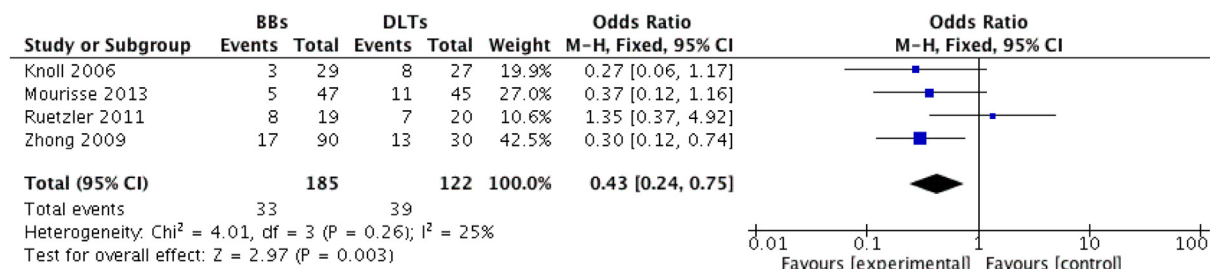 BBs DLTs Odds Ratio Odds Ratio
Study or Subgroup Events Total Events Total Weight M-H, Fixed, 95% CI M-H, Fixed, 95% CI
Knoll 2006 3 29 8 27 19.9% 0.27 [0.06, 1.17]
Mourisse 2013 5 47 11 45 27.0% 0.37 [0.12, 1.16]
Ruetzler 2011 8 19 7 20 10.6% 1.35 [0.37, 4.92]
Zhong 2009 17 90 13 30 42.5% 0.30 [0.12, 0.74]
Total (95% CI) 185 122 100.0% 0.43 [0.24, 0.75]
Total events 33 39
Heterogeneity: Chi² = 4.01, df = 3 (P = 0.26); I² = 25%
Test for overall effect: Z = 2.97 (P = 0.003)
0.01 0.1 1 10 100
Favours [experimental] Favours [control]